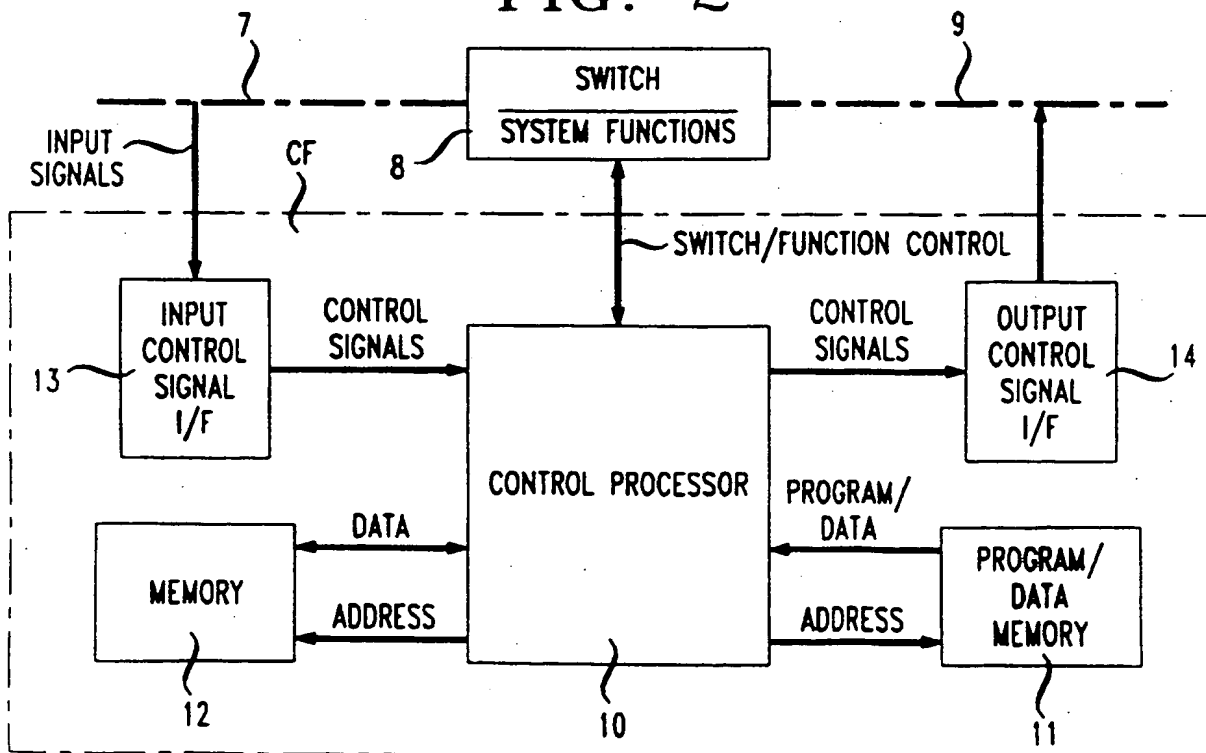 FIG. 2
7
9
SWITCH
SYSTEM FUNCTIONS
8
INPUT
SIGNALS
CF
SWITCH/FUNCTION CONTROL
INPUT
CONTROL
SIGNAL
I/F
13
CONTROL
SIGNALS
CONTROL
SIGNALS
OUTPUT
CONTROL
SIGNAL
I/F
14
CONTROL PROCESSOR
DATA
PROGRAM/
DATA
MEMORY
ADDRESS
ADDRESS
PROGRAM/
DATA
MEMORY
12
10
11